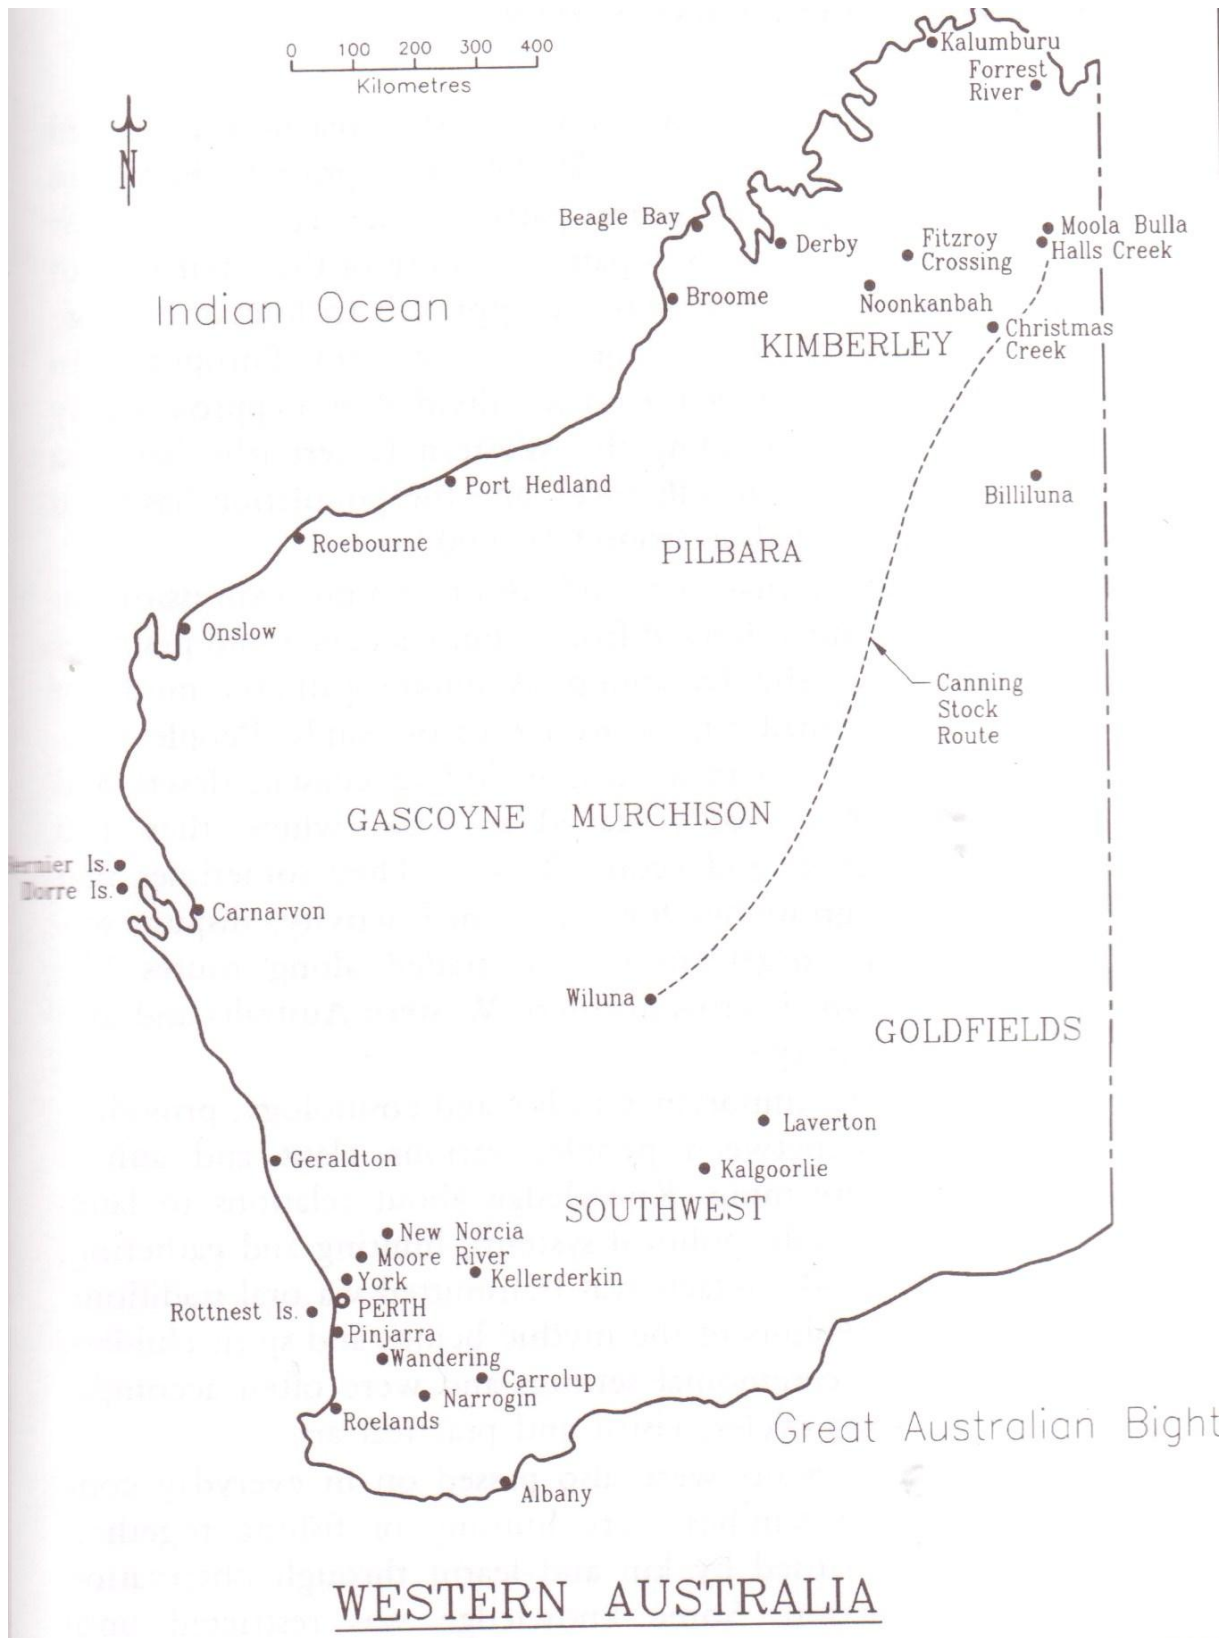 0 100 200 300 400
Kilometres
N
Kalumburu
Forrest
River
Beagle Bay
Derby
Fitzroy
Crossing
Moola Bulla
Halls Creek
Indian Ocean
Broome
Noonkanbah
KIMBERLEY
Christmas
Creek
Port Hedland
Billiluna
Roebourne
PILBARA
Onslow
Canning
Stock
Route
GASCOYNE MURCHISON
Is.
Dorre Is.
Carnarvon
Wiluna
GOLDFIELDS
Laverton
Geraldton
Kalgoorlie
SOUTHWEST
New Norcia
Moore River
York
Kellerderkin
Rottnest Is.
PERTH
Pinjarra
Wandering
Carrolup
Narrogin
Roelands
Great Australian Bight
Albany
WESTERN AUSTRALIA